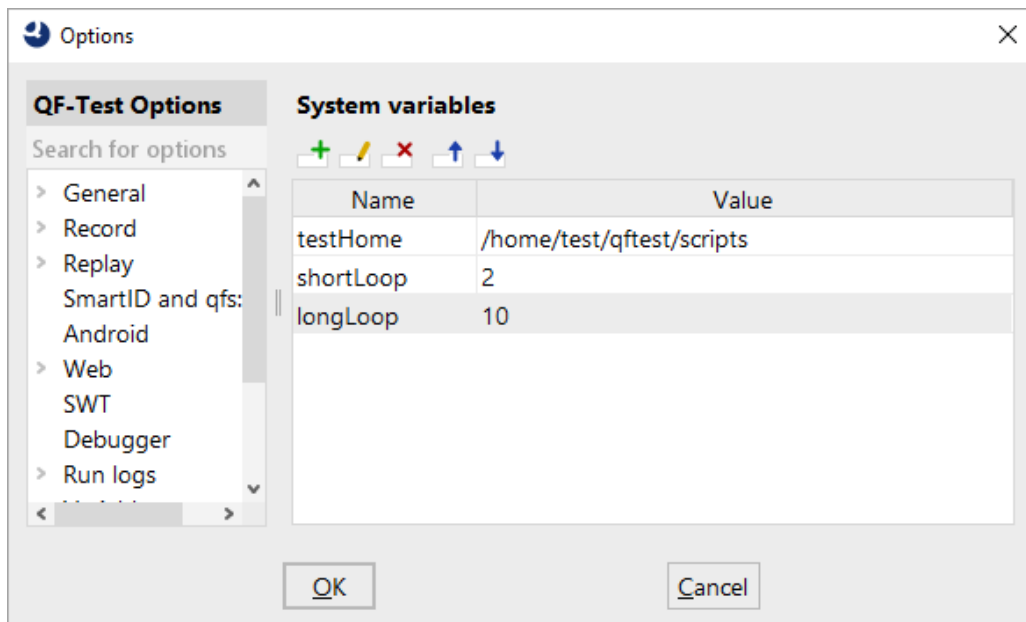 Options
QF-Test Options
Search for options
General
Record
Replay
SmartID and qfs:
Android
Web
SWT
Debugger
Run logs
System variables
Name Value
testHome /home/test/qftest/scripts
shortLoop 2
longLoop 10
OK Cancel